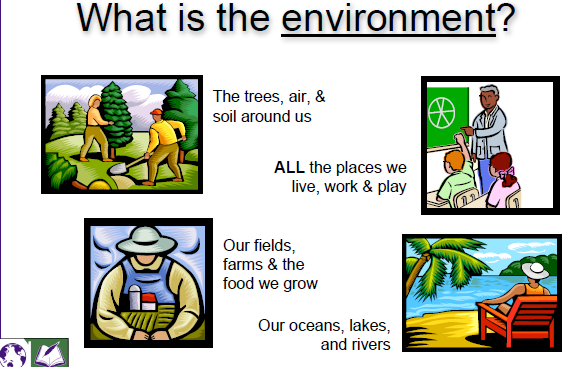 What is the environment?
The trees, air, &
soil around us
ALL the places we
live, work & play
Our fields,
farms & the
food we grow
Our oceans, lakes,
and rivers